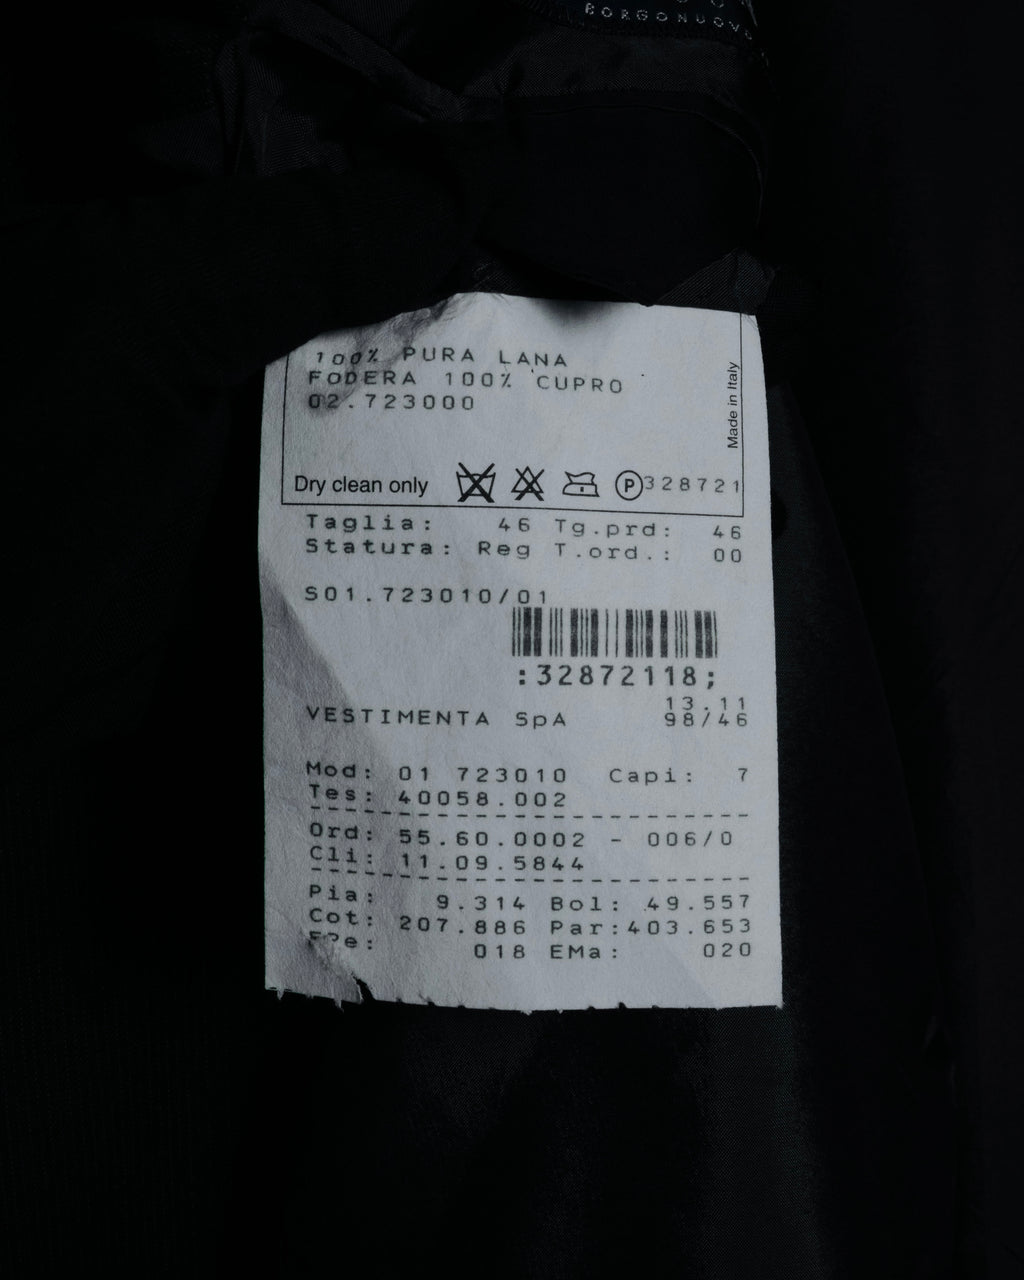 BORGONUOVO
100% PURA LANA
FODERA 100% CUPRO
02.723000
Made in Italy
Dry clean only P 328721
Taglia: 46 Tg.prd: 46
Statura: Reg T.ord.: 00
S01.723010/01
:32872118;
13.11
VESTIMENTA SpA 98/46
Mod: 01 723010 Capi: 7
Tes: 40058.002
Ord: 55.60.0002 - 006/0
Cli: 11.09.5844
Pia: 9.314 Bol: 49.557
Cot: 207.886 Par:403.653
018 EMa: 020